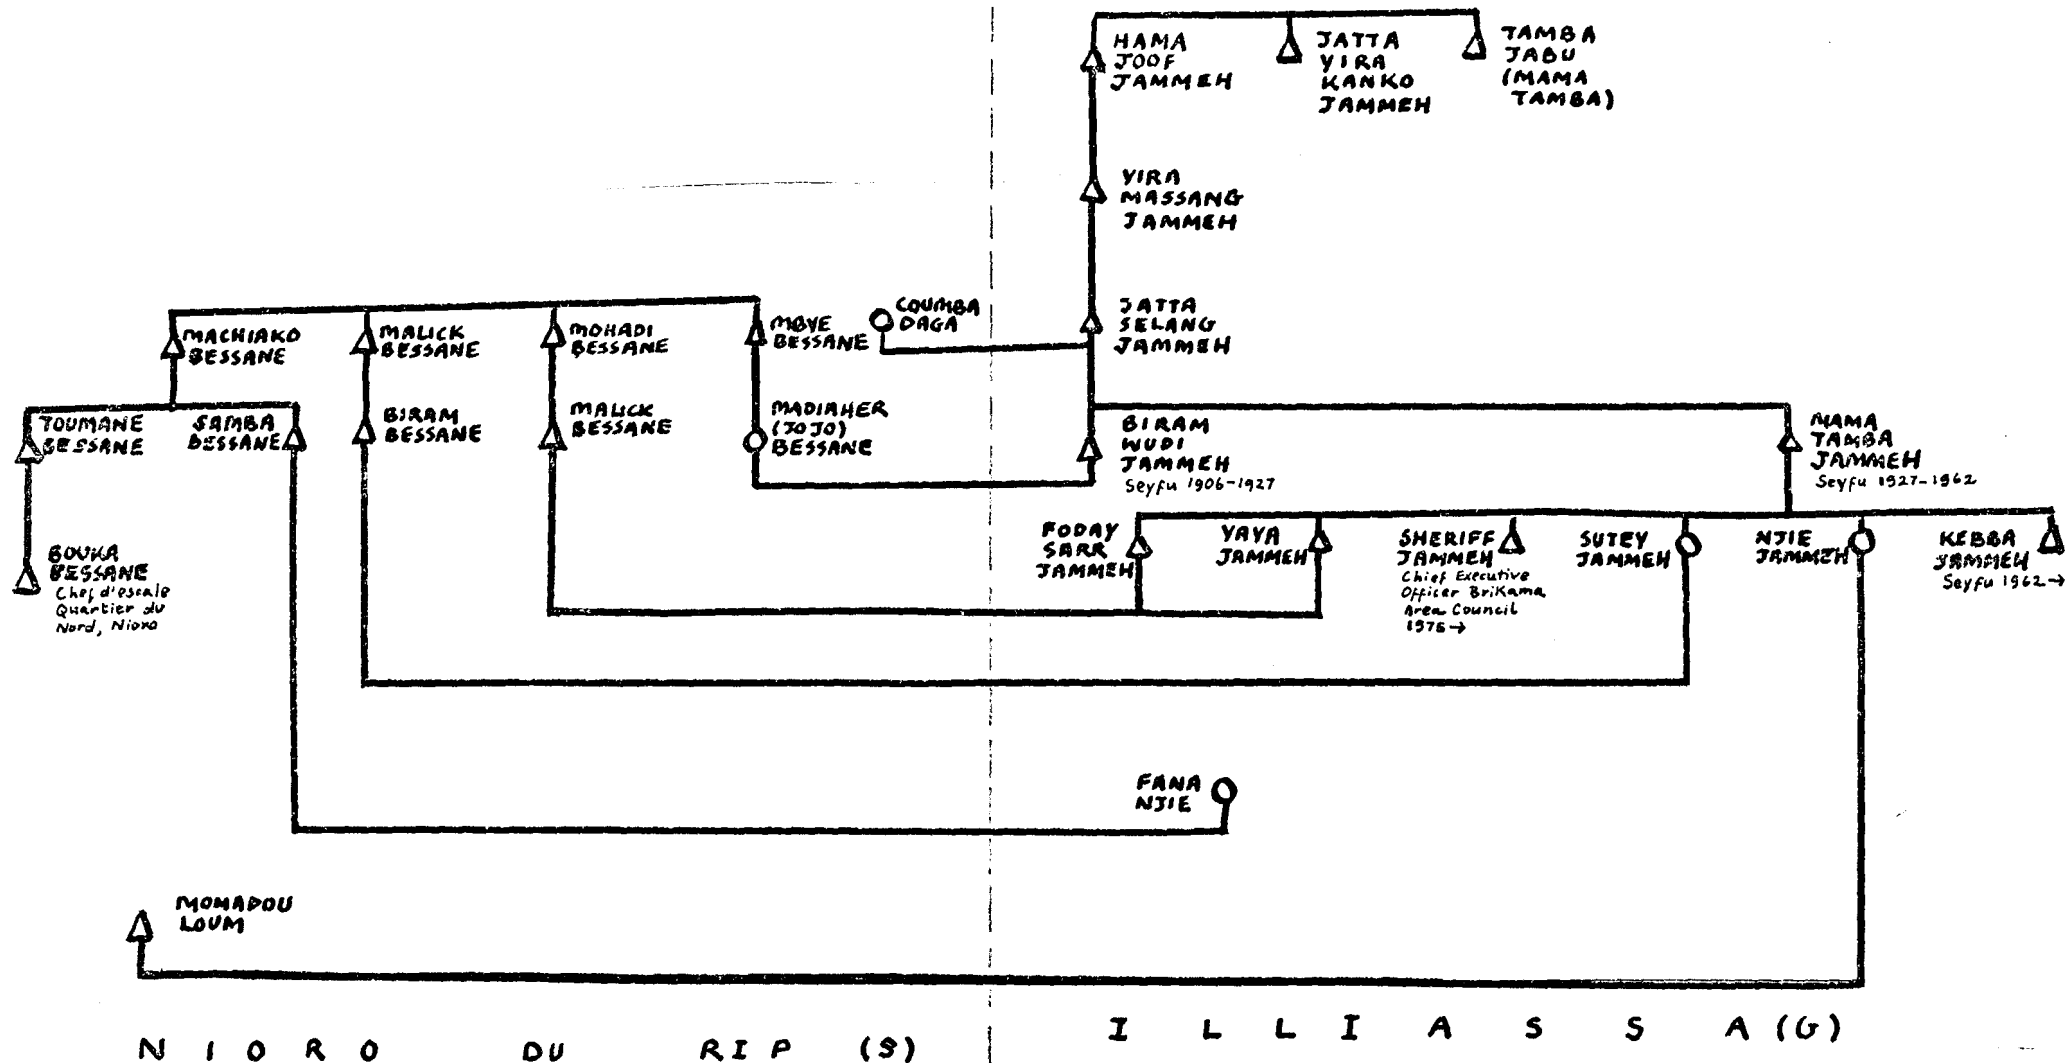 HAMA
JOOF
JAMMEH
JATTA
YIRA
KANKO
JAMMEH
TAMBA
JABU
(MAMA
TAMBA)
YIRA
MASSANG
JAMMEH
COUMBA
DAGA
JATTA
SELANG
JAMMEH
MACHIAKO
BESSANE
MALICK
BESSANE
MOHADI
BESSANE
MBYE
BESSANE
TOUMANE
BESSANE
SAMBA
BESSANE
BIRAM
BESSANE
MALICK
BESSANE
MADIAHER
(JOJO)
BESSANE
BIRAM
WUDI
JAMMEH
Seyfu 1906-1927
MAMA
TAMBA
JAMMEH
Seyfu 1927-1962
BOUKA
BESSANE
Chef d'escale
Quartier du
Nord, Nioro
FODAY
SARR
JAMMEH
YAYA
JAMMEH
SHERIFF
JAMMEH
Chief Executive
Officer Brikama
Area Council
SUTEY
JAMMEH
NJIE
JAMMEH
KEBBA
JAMMEH
Seyfu 1962→
FANA
NJIE
MOMADOU
LOUM
NIORO DU RIP (S)
ILLIASSA (G)